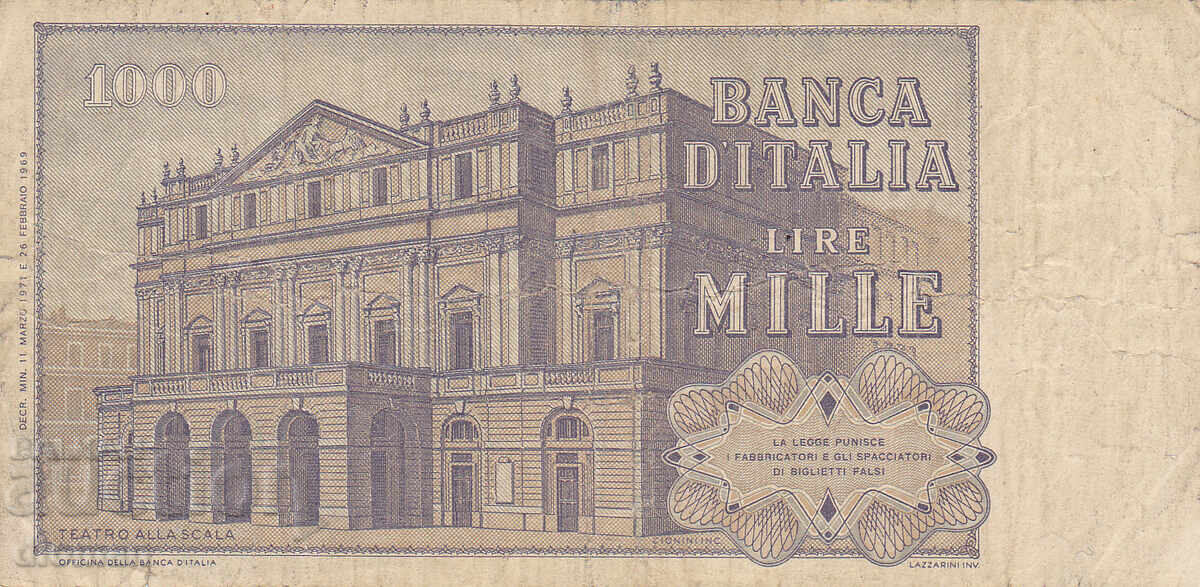 1000
BANCA
D'ITALIA
LIRE
MILLE
DECR. MIN. 11 MARZO 1971 E 26 FEBBRAIO 1969
LA LEGGE PUNISCE
I FABBRICATORI E GLI SPACCIATORI
DI BIGLIETTI FALSI
TEATRO ALLA SCALA
CIONINI INC.
OFFICINA DELLA BANCA D'ITALIA
LAZZARINI INV.